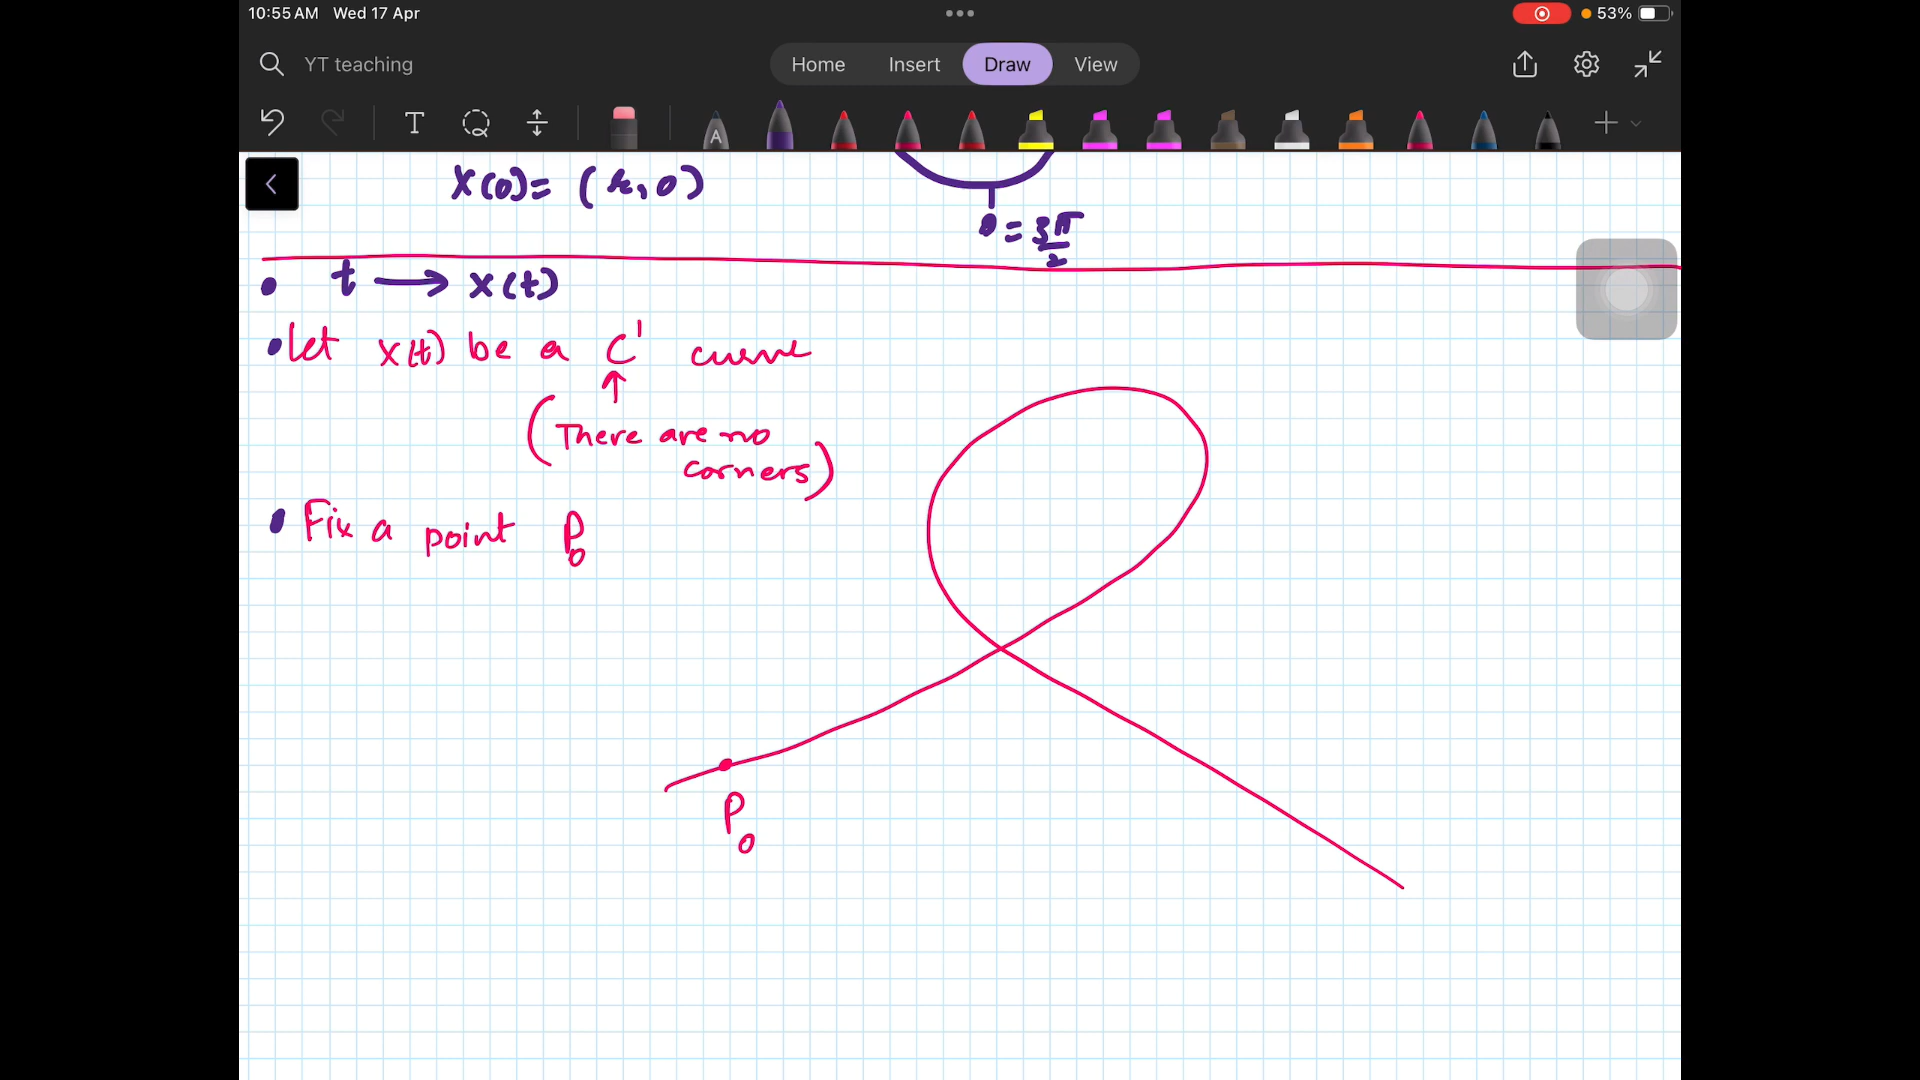 10:55 AM Wed 17 Apr
53%
YT teaching
Home Insert Draw View
T
A
X(0) = (r, 0)
θ = 3π/2
• t → x(t)
• let x(t) be a C¹ curve
↑
(There are no
corners)
• Fix a point P₀
P₀